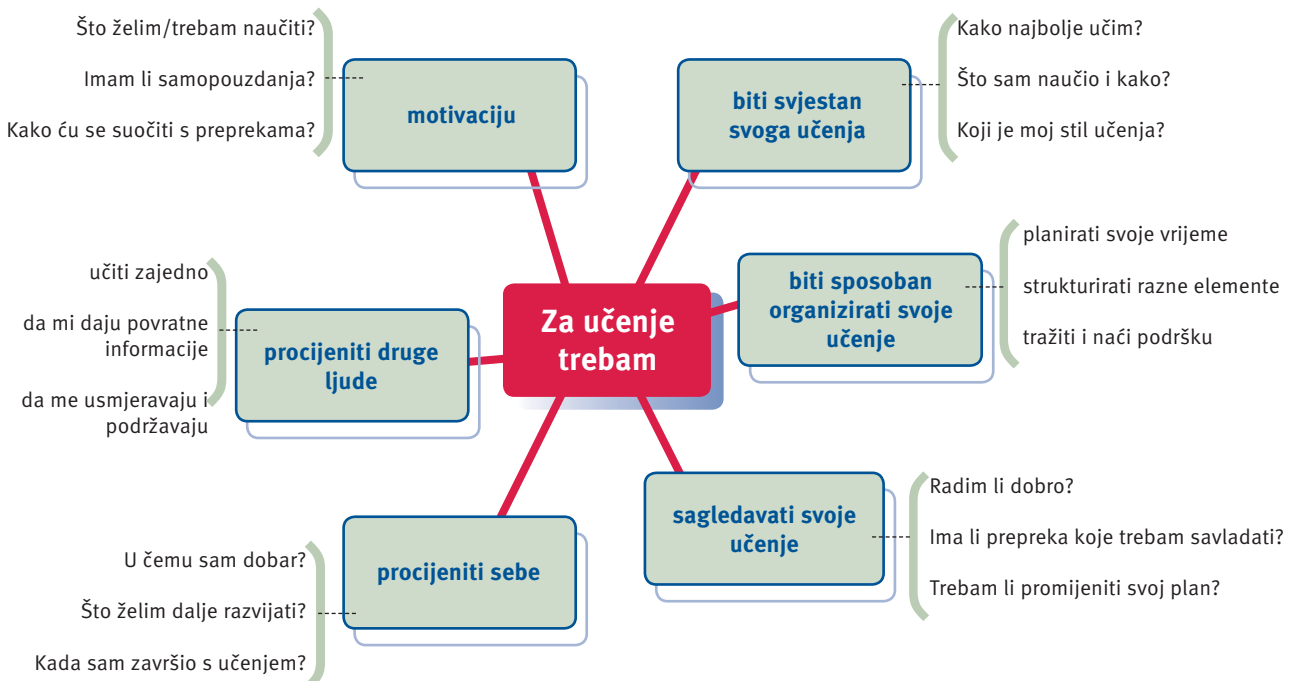 Što želim/trebam naučiti?
Imam li samopouzdanja?
Kako ću se suočiti s preprekama?
motivaciju
biti svjestan
svoga učenja
Kako najbolje učim?
Što sam naučio i kako?
Koji je moj stil učenja?
učiti zajedno
da mi daju povratne
informacije
da me usmjeravaju i
podržavaju
procijeniti druge
ljude
Za učenje
trebam
biti sposoban
organizirati svoje
učenje
planirati svoje vrijeme
strukturirati razne elemente
tražiti i naći podršku
U čemu sam dobar?
Što želim dalje razvijati?
Kada sam završio s učenjem?
procijeniti sebe
sagledavati svoje
učenje
Radim li dobro?
Ima li prepreka koje trebam savladati?
Trebam li promijeniti svoj plan?